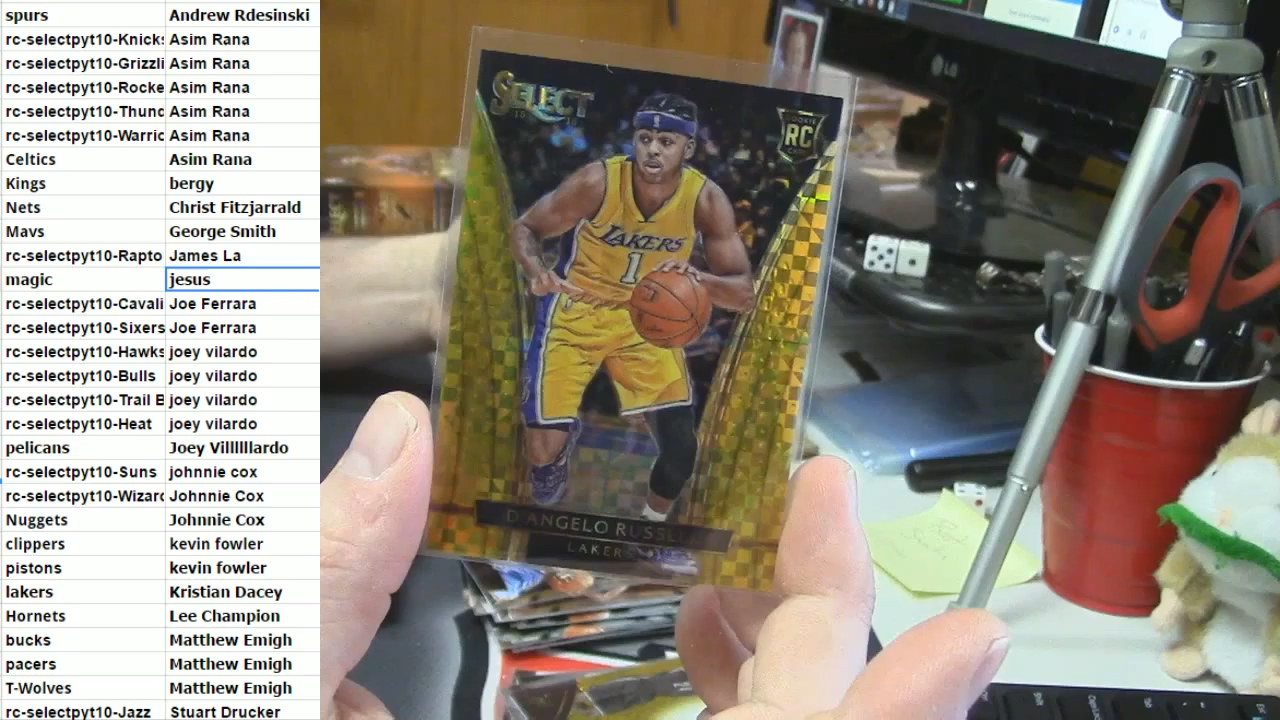 spurs Andrew Rdesinski
rc-selectpyt10-Knicks Asim Rana
rc-selectpyt10-Grizzli Asim Rana
rc-selectpyt10-Rocke Asim Rana
rc-selectpyt10-Thund Asim Rana
rc-selectpyt10-Warric Asim Rana
Celtics Asim Rana
Kings bergy
Nets Christ Fitzjarrald
Mavs George Smith
rc-selectpyt10-Rapto James La
magic jesus
rc-selectpyt10-Cavali Joe Ferrara
rc-selectpyt10-Sixers Joe Ferrara
rc-selectpyt10-Hawks joey vilardo
rc-selectpyt10-Bulls joey vilardo
rc-selectpyt10-Trail B joey vilardo
rc-selectpyt10-Heat joey vilardo
pelicans Joey Villlllllardo
rc-selectpyt10-Suns johnnie cox
rc-selectpyt10-Wizard Johnnie Cox
Nuggets Johnnie Cox
clippers kevin fowler
pistons kevin fowler
lakers Kristian Dacey
Hornets Lee Champion
bucks Matthew Emigh
pacers Matthew Emigh
T-Wolves Matthew Emigh
rc-selectpyt10-Jazz Stuart Drucker
SELECT
ROOKIE
RC
LAKERS
1
D'ANGELO RUSSELL
LAKERS
LG